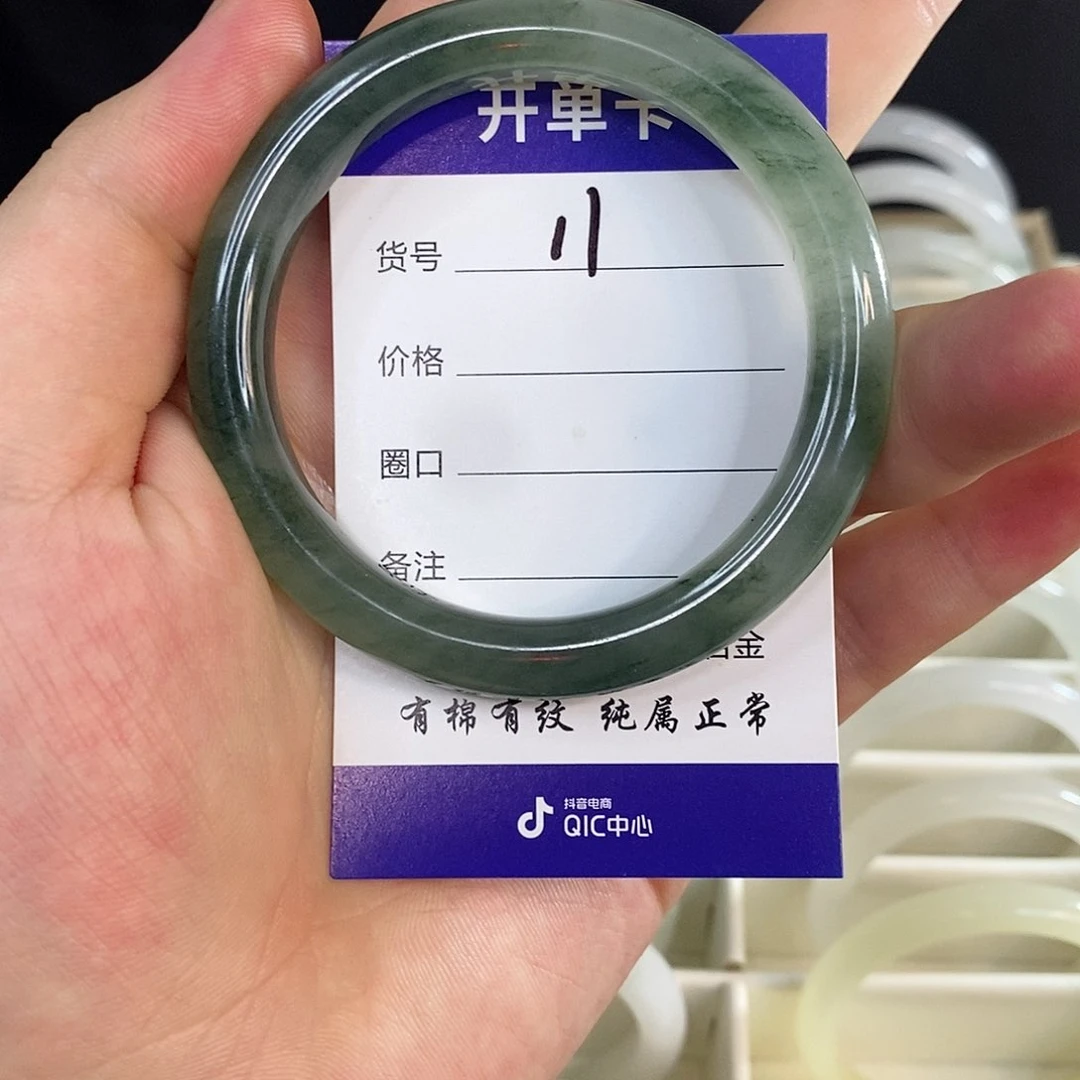 开单卡
货号 11
价格
圈口
备注
金
有棉有纹 纯属正常
抖音电商
QIC中心